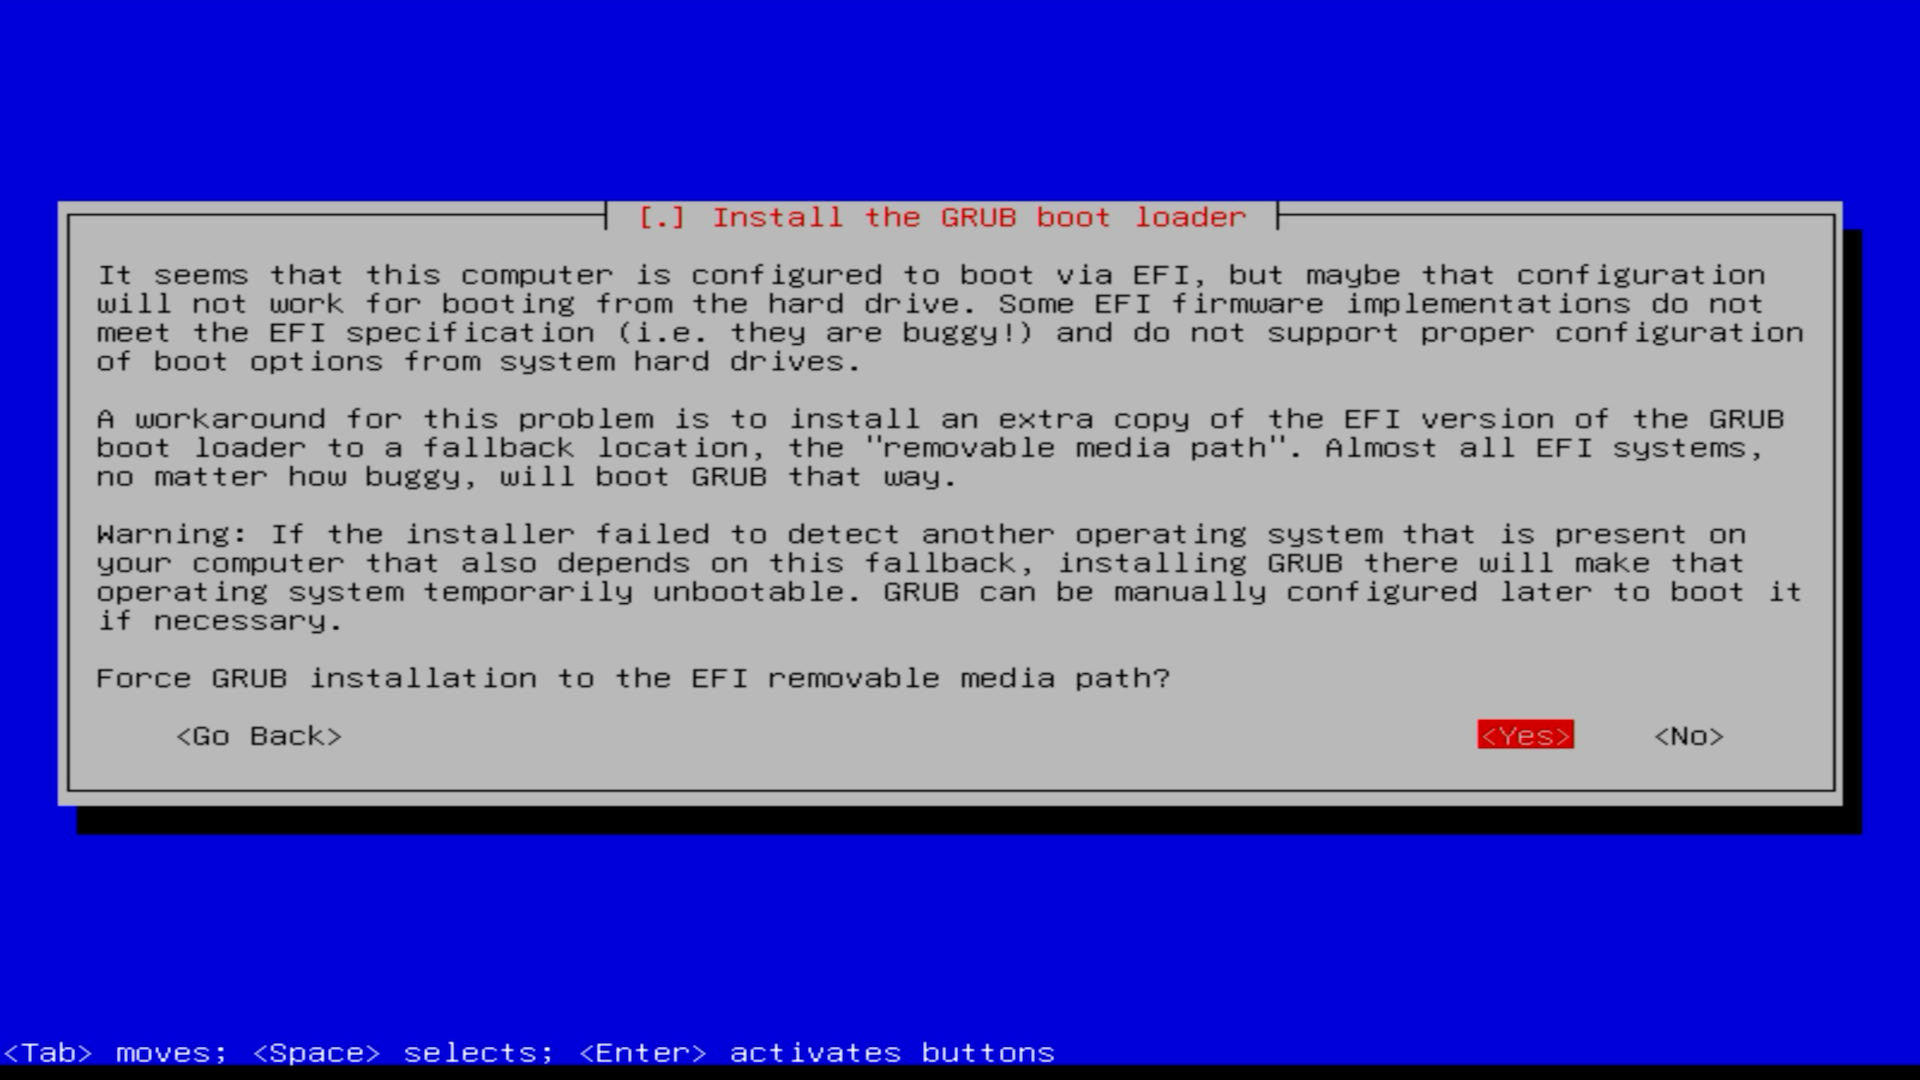 [.] Install the GRUB boot loader
It seems that this computer is configured to boot via EFI, but maybe that configuration
will not work for booting from the hard drive. Some EFI firmware implementations do not
meet the EFI specification (i.e. they are buggy!) and do not support proper configuration
of boot options from system hard drives.
A workaround for this problem is to install an extra copy of the EFI version of the GRUB
boot loader to a fallback location, the "removable media path". Almost all EFI systems,
no matter how buggy, will boot GRUB that way.
Warning: If the installer failed to detect another operating system that is present on
your computer that also depends on this fallback, installing GRUB there will make that
operating system temporarily unbootable. GRUB can be manually configured later to boot it
if necessary.
Force GRUB installation to the EFI removable media path?
<Go Back> <Yes> <No>
<Tab> moves; <Space> selects; <Enter> activates buttons